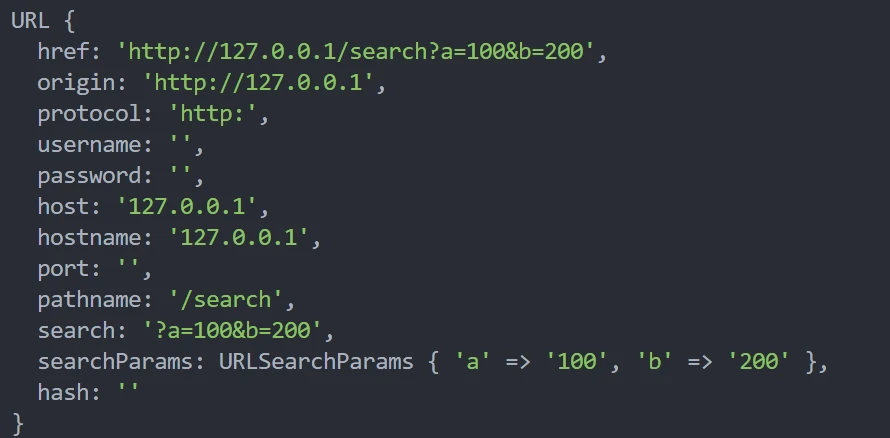 URL {
  href: 'http://127.0.0.1/search?a=100&b=200',
  origin: 'http://127.0.0.1',
  protocol: 'http:',
  username: '',
  password: '',
  host: '127.0.0.1',
  hostname: '127.0.0.1',
  port: '',
  pathname: '/search',
  search: '?a=100&b=200',
  searchParams: URLSearchParams { 'a' => '100', 'b' => '200' },
  hash: ''
}